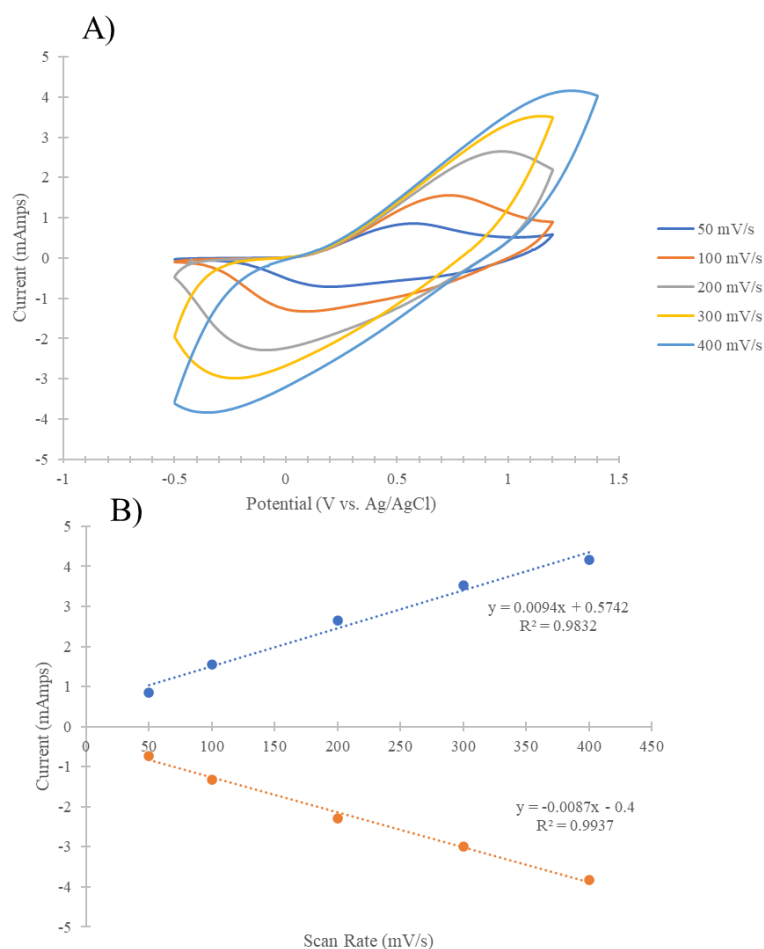 A)
5
4
3
2
1
0
-1
-2
-3
-4
-5
Current (mAmps)
-1
-0.5
0
0.5
1
1.5
Potential (V vs. Ag/AgCl)
50 mV/s
100 mV/s
200 mV/s
300 mV/s
400 mV/s
B)
5
4
3
2
1
0
-1
-2
-3
-4
-5
Current (mAmps)
0
50
100
150
200
250
300
350
400
450
y = 0.0094x + 0.5742
R² = 0.9832
y = -0.0087x - 0.4
R² = 0.9937
Scan Rate (mV/s)